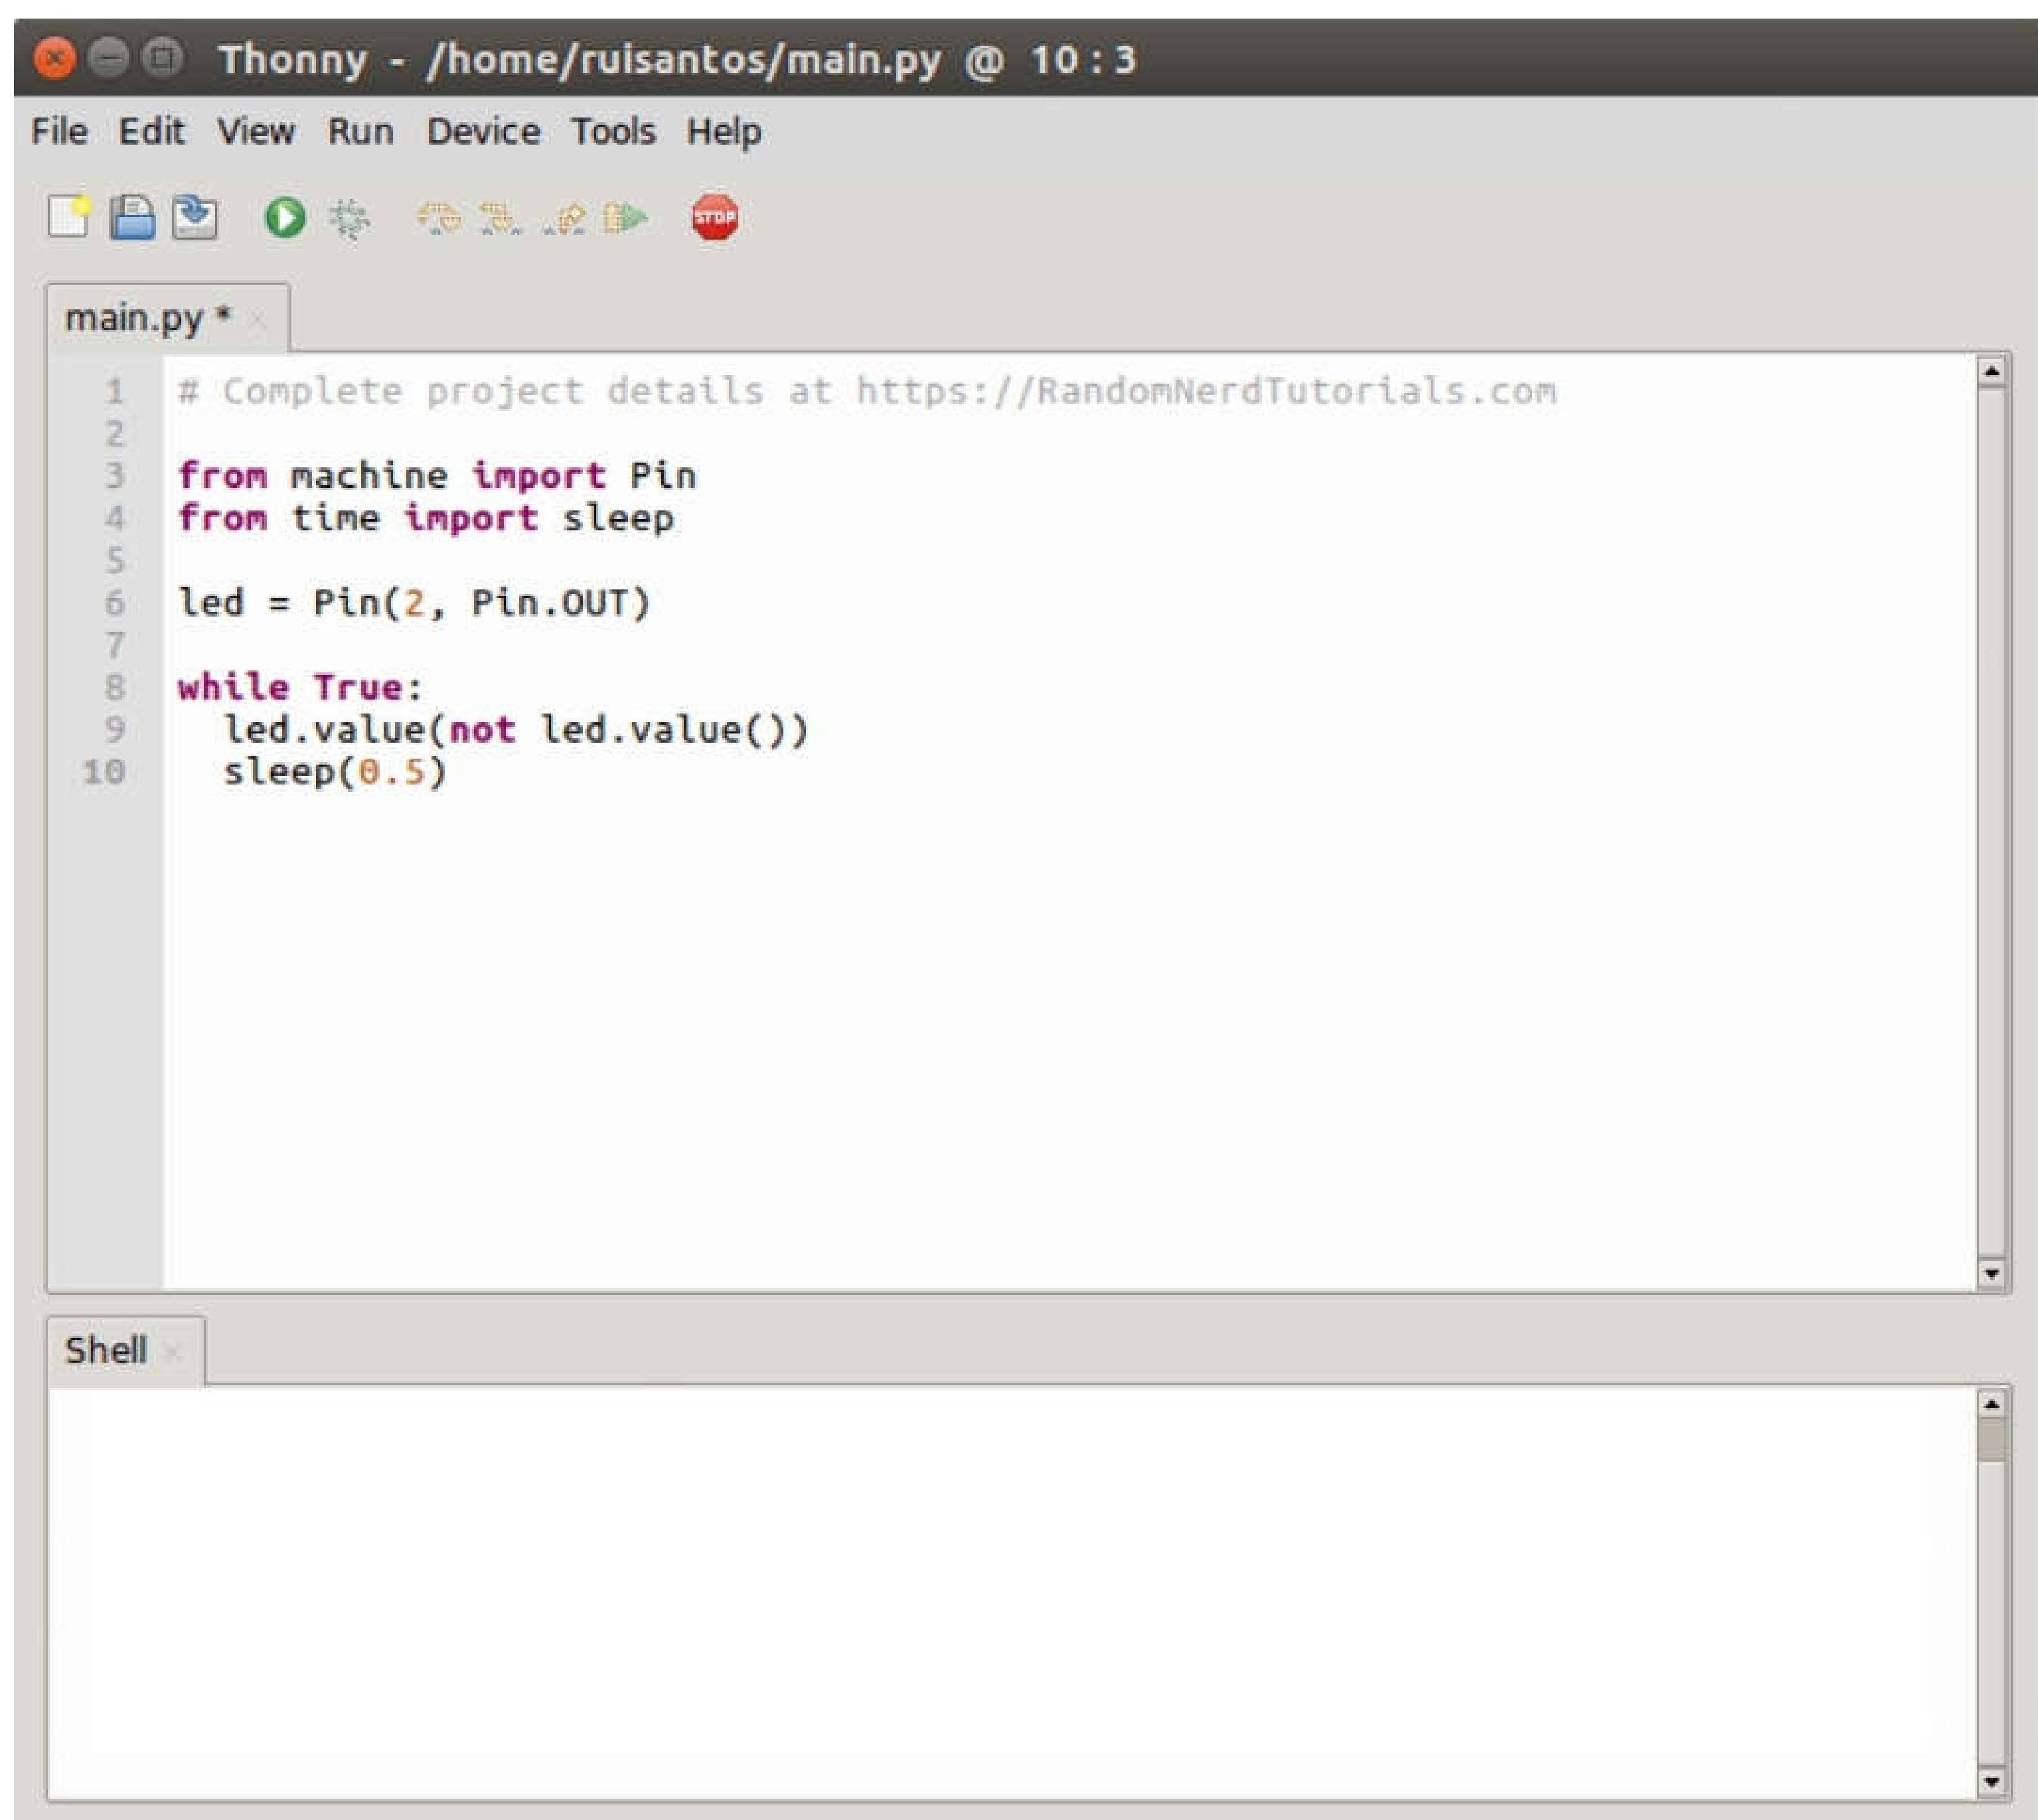 Thonny - /home/ruisantos/main.py @ 10 : 3
File Edit View Run Device Tools Help
STOP
main.py *
1 # Complete project details at https://RandomNerdTutorials.com
2
3 from machine import Pin
4 from time import sleep
5
6 led = Pin(2, Pin.OUT)
7
8 while True:
9   led.value(not led.value())
10   sleep(0.5)
Shell